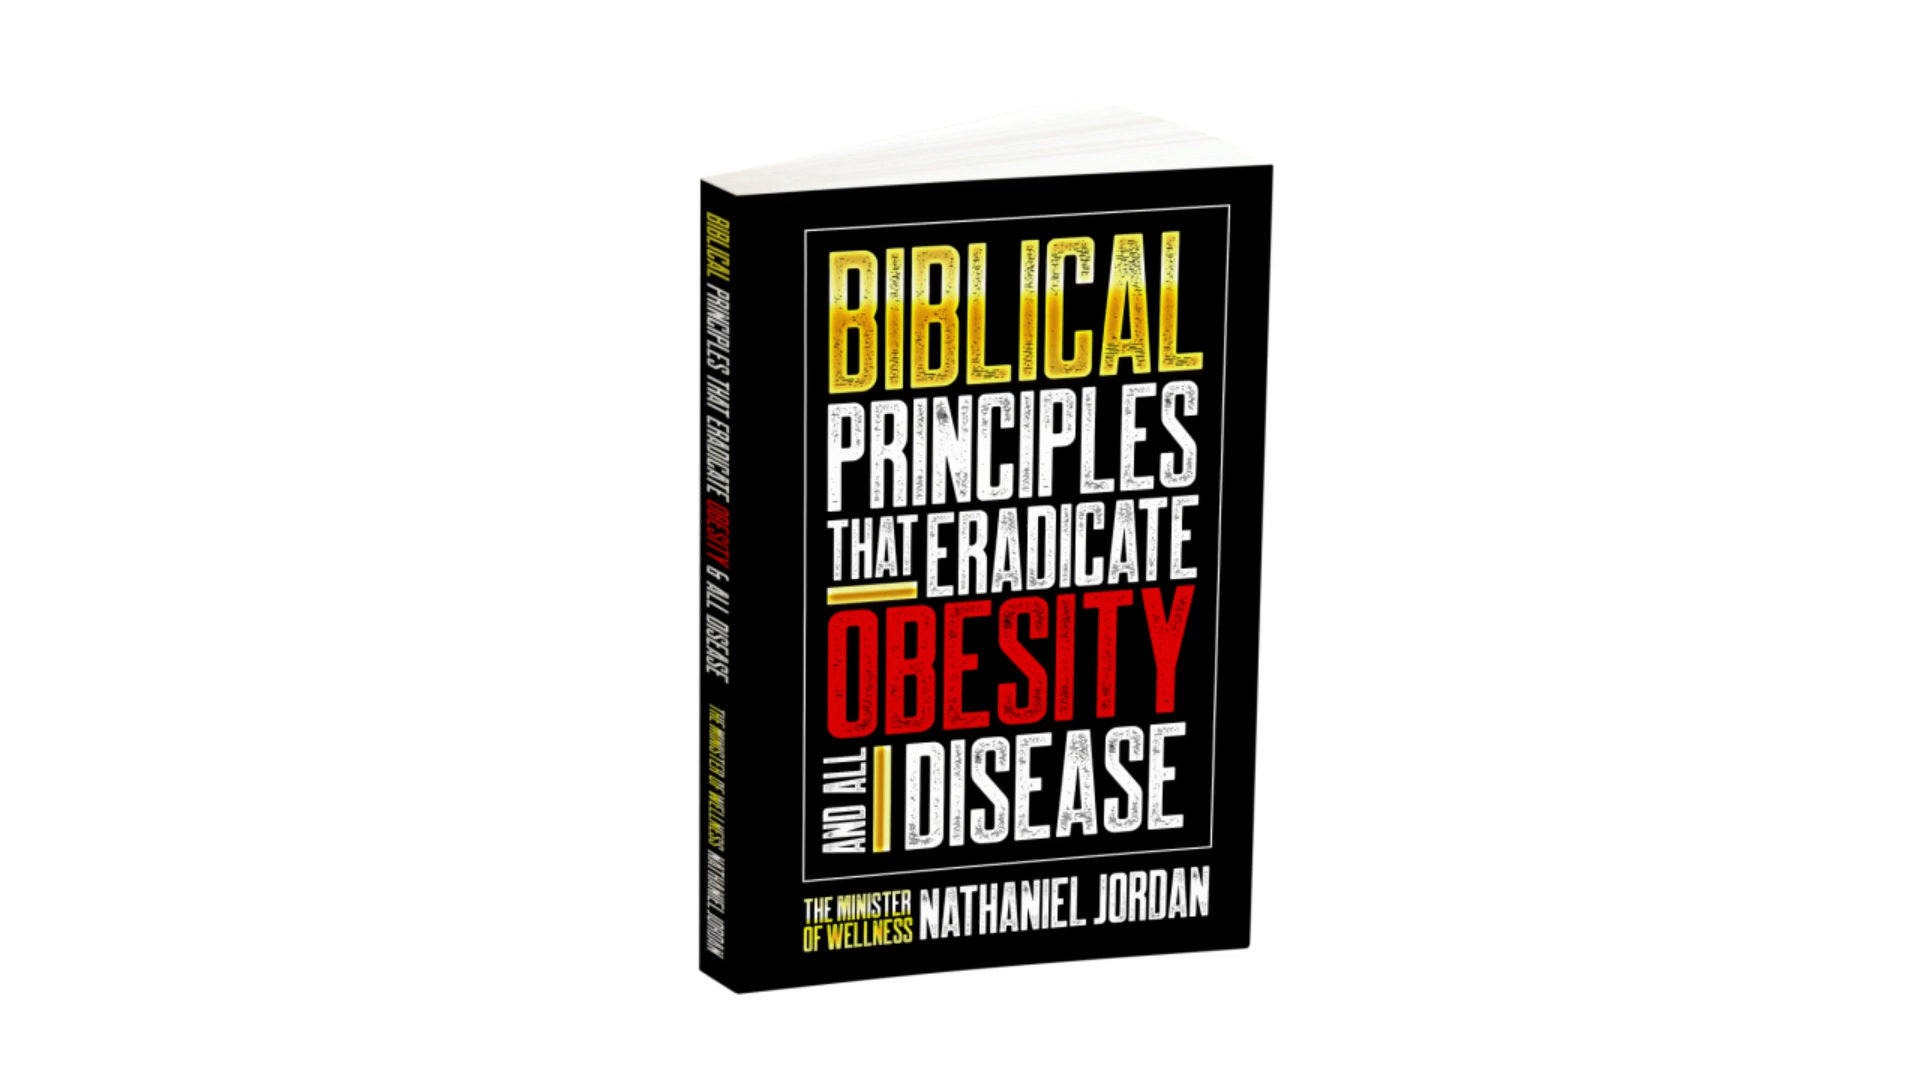 BIBLICAL
PRINCIPLES
THAT ERADICATE
OBESITY
AND ALL DISEASE
THE MINISTER
OF WELLNESS
NATHANIEL JORDAN
BIBLICAL PRINCIPLES THAT ERADICATE OBESITY & ALL DISEASE THE MINISTER OF WELLNESS NATHANIEL JORDAN